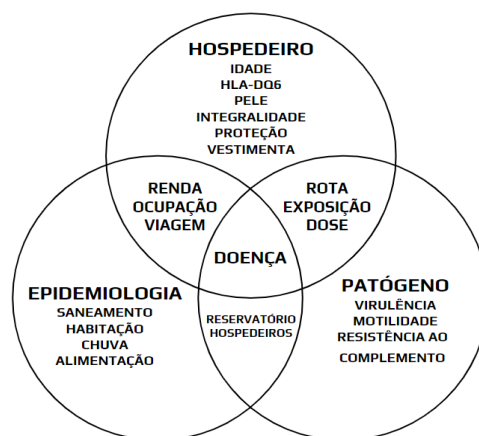 HOSPEDEIRO
IDADE
HLA-DQ6
PELE
INTEGRALIDADE
PROTEÇÃO
VESTIMENTA
RENDA
OCUPAÇÃO
VIAGEM
ROTA
EXPOSIÇÃO
DOSE
DOENÇA
EPIDEMIOLOGIA
SANEAMENTO
HABITAÇÃO
CHUVA
ALIMENTAÇÃO
RESERVATÓRIO
HOSPEDEIROS
PATÓGENO
VIRULÊNCIA
MOTILIDADE
RESISTÊNCIA AO
COMPLEMENTO